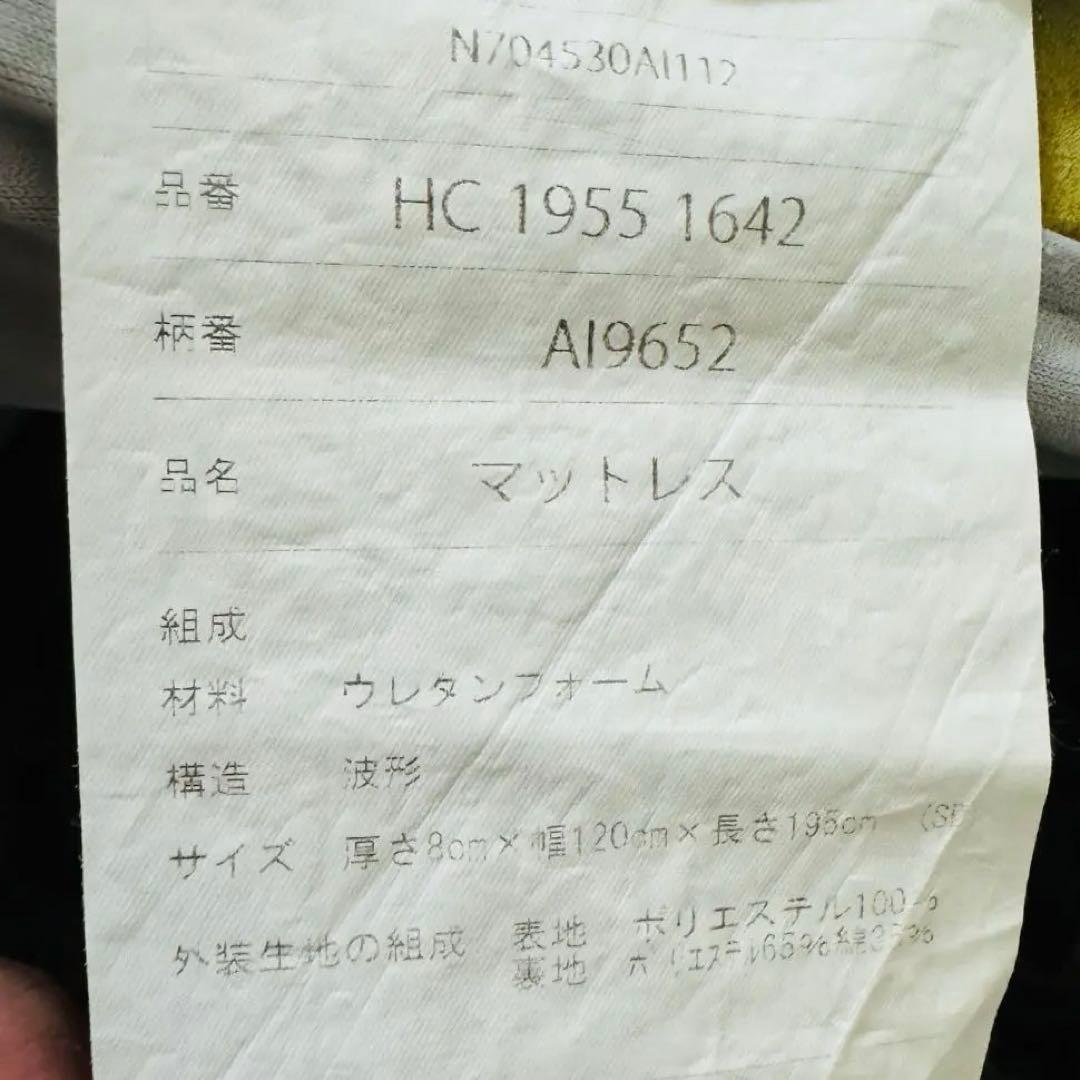 N704530AI112
品番 HC 1955 1642
柄番 AI9652
品名 マットレス
組成
材料 ウレタンフォーム
構造 波形
サイズ 厚さ8cm×幅120cm×長さ195cm
外装生地の組成 表地 ポリエステル100%
裏地 ポリエステル65%綿35%